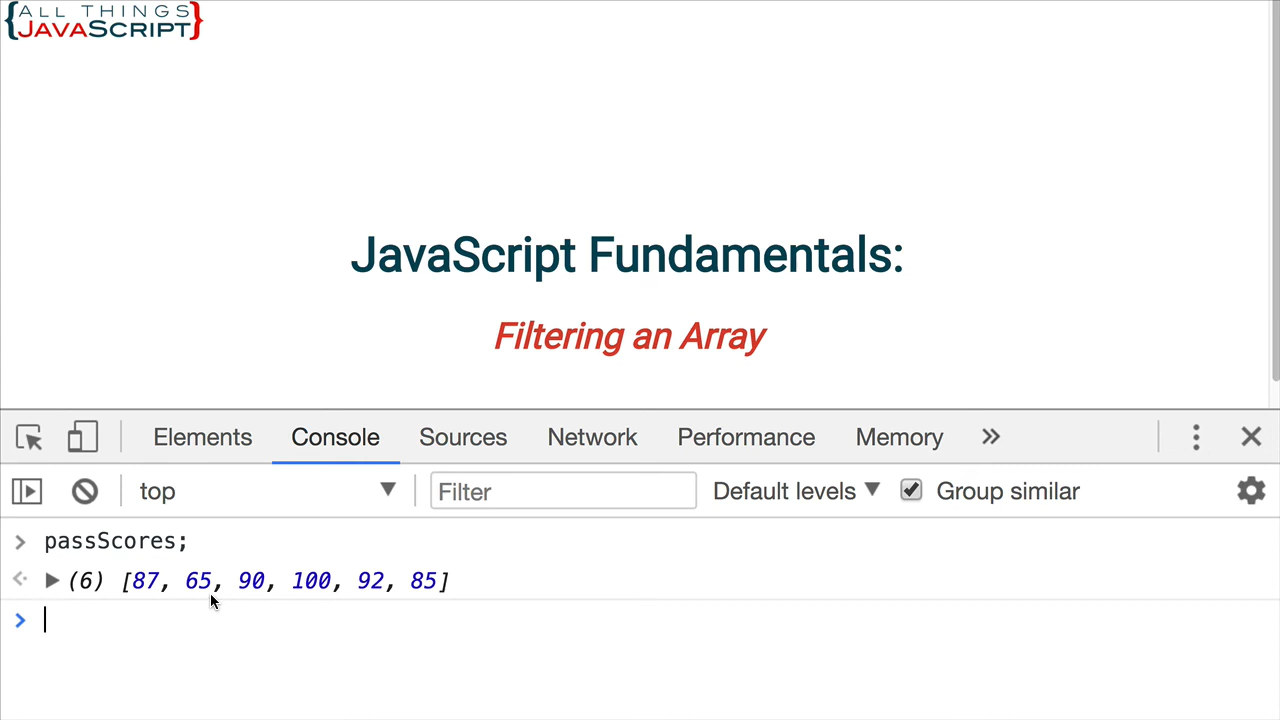 {ALL THINGS
JAVASCRIPT}
JavaScript Fundamentals:
Filtering an Array
Elements Console Sources Network Performance Memory »
top ▼ Filter Default levels ▼ Group similar
> passScores;
(6) [87, 65, 90, 100, 92, 85]
>